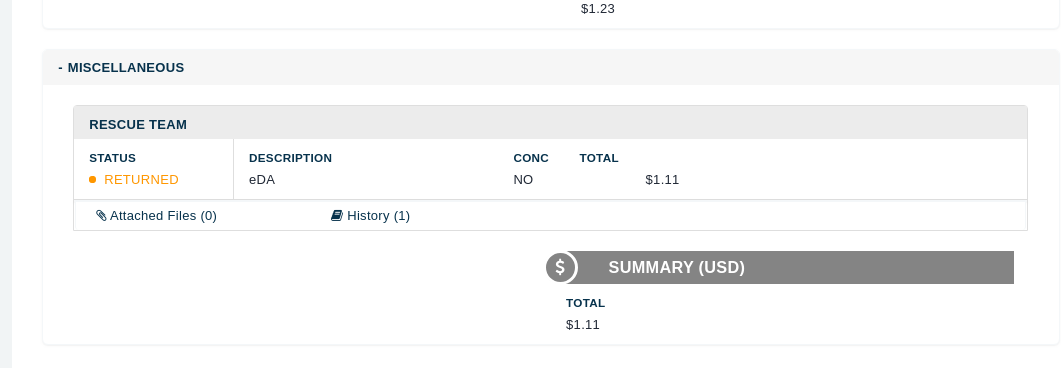 $1.23
- MISCELLANEOUS
RESCUE TEAM
STATUS DESCRIPTION CONC TOTAL
RETURNED eDA NO $1.11
Attached Files (0) History (1)
$ SUMMARY (USD)
TOTAL
$1.11